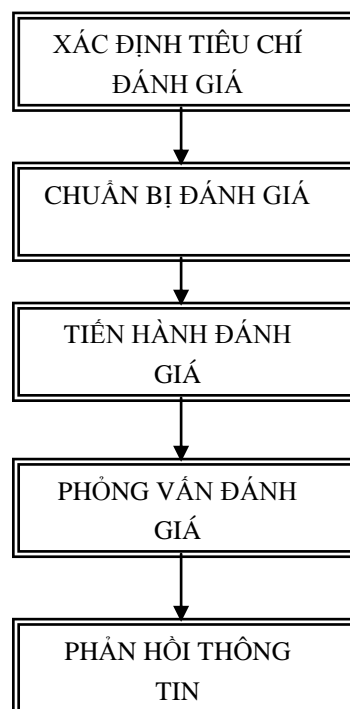 XÁC ĐỊNH TIÊU CHÍ
ĐÁNH GIÁ
CHUẨN BỊ ĐÁNH GIÁ
TIẾN HÀNH ĐÁNH
GIÁ
PHỎNG VẤN ĐÁNH
GIÁ
PHẢN HỒI THÔNG
TIN